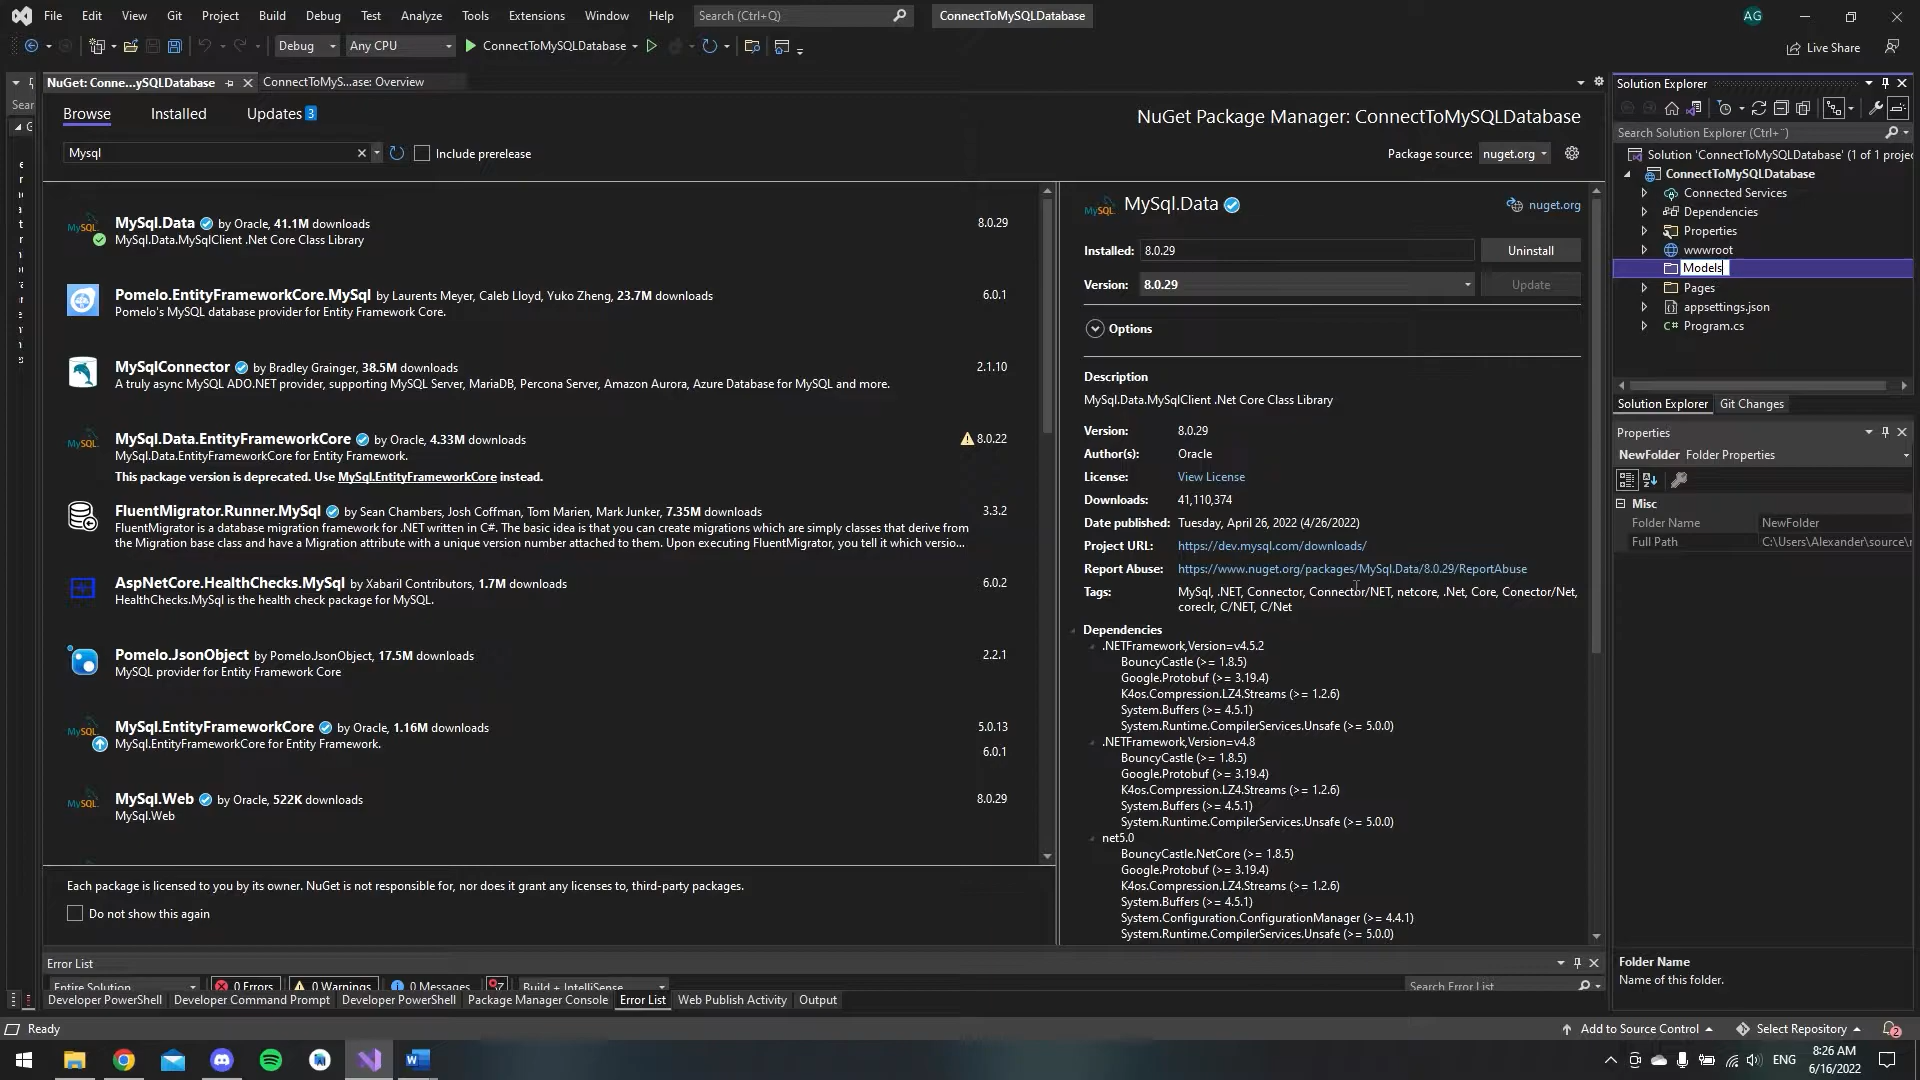 File Edit View Git Project Build Debug Test Analyze Tools Extensions Window Help Search (Ctrl+Q) ConnectToMySQLDatabase AG
Debug Any CPU ConnectToMySQLDatabase Live Share
NuGet: Conne...ySQLDatabase ConnectToMyS...ase: Overview
Browse Installed Updates 3
NuGet Package Manager: ConnectToMySQLDatabase
Mysql Include prerelease
Package source: nuget.org
MySql.Data by Oracle, 41.1M downloads 8.0.29
MySql.Data.MySqlClient .Net Core Class Library
Pomelo.EntityFrameworkCore.MySql by Laurents Meyer, Caleb Lloyd, Yuko Zheng, 23.7M downloads 6.0.1
Pomelo's MySQL database provider for Entity Framework Core.
MySqlConnector by Bradley Grainger, 38.5M downloads 2.1.10
A truly async MySQL ADO.NET provider, supporting MySQL Server, MariaDB, Percona Server, Amazon Aurora, Azure Database for MySQL and more.
MySql.Data.EntityFrameworkCore by Oracle, 4.33M downloads 8.0.22
MySql.Data.EntityFrameworkCore for Entity Framework.
This package version is deprecated. Use MySql.EntityFrameworkCore instead.
FluentMigrator.Runner.MySql by Sean Chambers, Josh Coffman, Tom Marien, Mark Junker, 7.35M downloads 3.3.2
FluentMigrator is a database migration framework for .NET written in C#. The basic idea is that you can create migrations which are simply classes that derive from
the Migration base class and have a Migration attribute with a unique version number attached to them. Upon executing FluentMigrator, you tell it which versio...
AspNetCore.HealthChecks.MySql by Xabaril Contributors, 1.7M downloads 6.0.2
HealthChecks.MySql is the health check package for MySQL.
Pomelo.JsonObject by Pomelo.JsonObject, 17.5M downloads 2.2.1
MySQL provider for Entity Framework Core
MySql.EntityFrameworkCore by Oracle, 1.16M downloads 5.0.13
MySql.EntityFrameworkCore for Entity Framework. 6.0.1
MySql.Web by Oracle, 522K downloads 8.0.29
MySql.Web
Each package is licensed to you by its owner. NuGet is not responsible for, nor does it grant any licenses to, third-party packages.
Do not show this again
MySql.Data nuget.org
Installed: 8.0.29 Uninstall
Version: 8.0.29 Update
Options
Description
MySql.Data.MySqlClient .Net Core Class Library
Version: 8.0.29
Author(s): Oracle
License: View License
Downloads: 41,110,374
Date published: Tuesday, April 26, 2022 (4/26/2022)
Project URL: https://dev.mysql.com/downloads/
Report Abuse: https://www.nuget.org/packages/MySql.Data/8.0.29/ReportAbuse
Tags: MySql, .NET, Connector, Connector/NET, netcore, .Net, Core, Conector/Net,
coreclr, C/NET, C/Net
Dependencies
.NETFramework,Version=v4.5.2
BouncyCastle (>= 1.8.5)
Google.Protobuf (>= 3.19.4)
K4os.Compression.LZ4.Streams (>= 1.2.6)
System.Buffers (>= 4.5.1)
System.Runtime.CompilerServices.Unsafe (>= 5.0.0)
.NETFramework,Version=v4.8
BouncyCastle (>= 1.8.5)
Google.Protobuf (>= 3.19.4)
K4os.Compression.LZ4.Streams (>= 1.2.6)
System.Buffers (>= 4.5.1)
System.Runtime.CompilerServices.Unsafe (>= 5.0.0)
net5.0
BouncyCastle.NetCore (>= 1.8.5)
Google.Protobuf (>= 3.19.4)
K4os.Compression.LZ4.Streams (>= 1.2.6)
System.Buffers (>= 4.5.1)
System.Configuration.ConfigurationManager (>= 4.4.1)
System.Runtime.CompilerServices.Unsafe (>= 5.0.0)
Solution Explorer
Search Solution Explorer (Ctrl+¨)
Solution 'ConnectToMySQLDatabase' (1 of 1 projec
ConnectToMySQLDatabase
Connected Services
Dependencies
Properties
wwwroot
Models
Pages
appsettings.json
C# Program.cs
Solution Explorer Git Changes
Properties
NewFolder Folder Properties
Misc
Folder Name NewFolder
Full Path C:\Users\Alexander\source\r
Folder Name
Name of this folder.
Error List
Entire Solution 0 Errors 0 Warnings 0 Messages Build + IntelliSense Search Error List
Developer PowerShell Developer Command Prompt Developer PowerShell Package Manager Console Error List Web Publish Activity Output
Ready Add to Source Control Select Repository 2
ENG 8:26 AM
6/16/2022